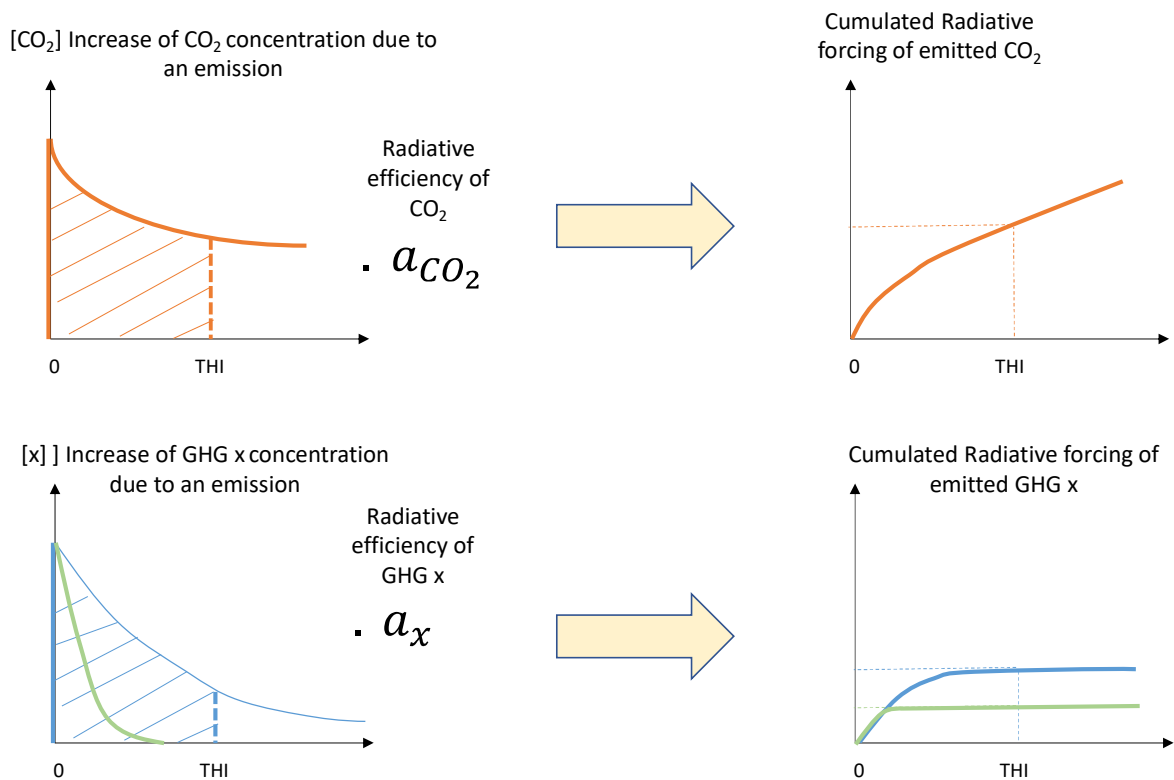 [CO₂] Increase of CO₂ concentration due to
an emission
Cumulated Radiative
forcing of emitted CO₂
Radiative
efficiency of
CO₂
. a_CO₂
0 THI
0 THI
[x] ] Increase of GHG x concentration
due to an emission
Cumulated Radiative forcing of
emitted GHG x
Radiative
efficiency of
GHG x
. aₓ
0 THI
0 THI